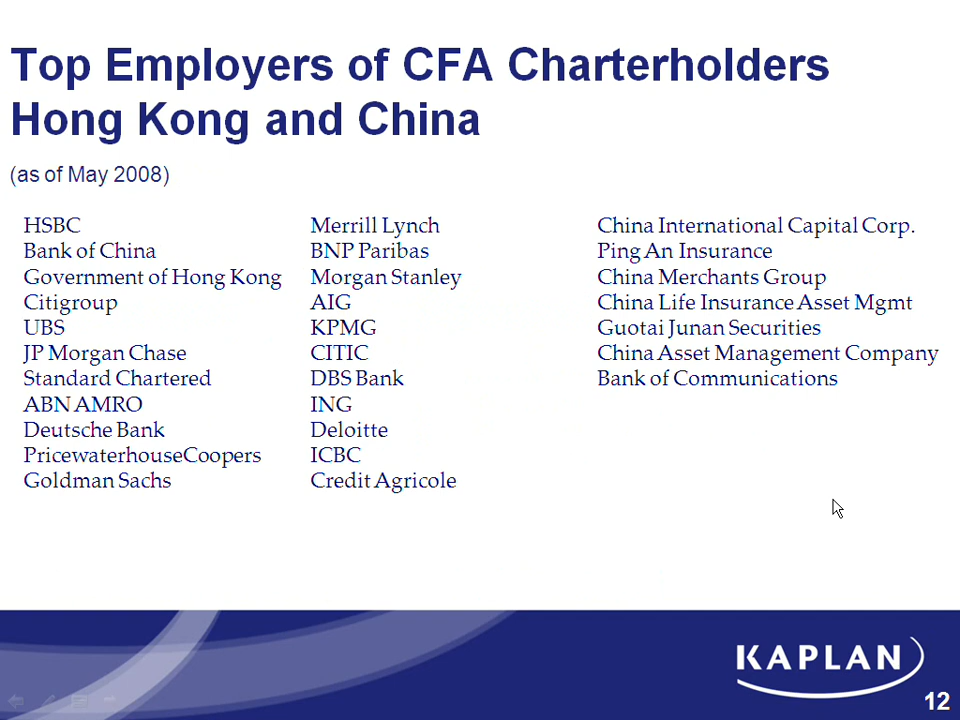 Top Employers of CFA Charterholders
Hong Kong and China
(as of May 2008)
HSBC
Bank of China
Government of Hong Kong
Citigroup
UBS
JP Morgan Chase
Standard Chartered
ABN AMRO
Deutsche Bank
PricewaterhouseCoopers
Goldman Sachs
Merrill Lynch
BNP Paribas
Morgan Stanley
AIG
KPMG
CITIC
DBS Bank
ING
Deloitte
ICBC
Credit Agricole
China International Capital Corp.
Ping An Insurance
China Merchants Group
China Life Insurance Asset Mgmt
Guotai Junan Securities
China Asset Management Company
Bank of Communications
KAPLAN
12